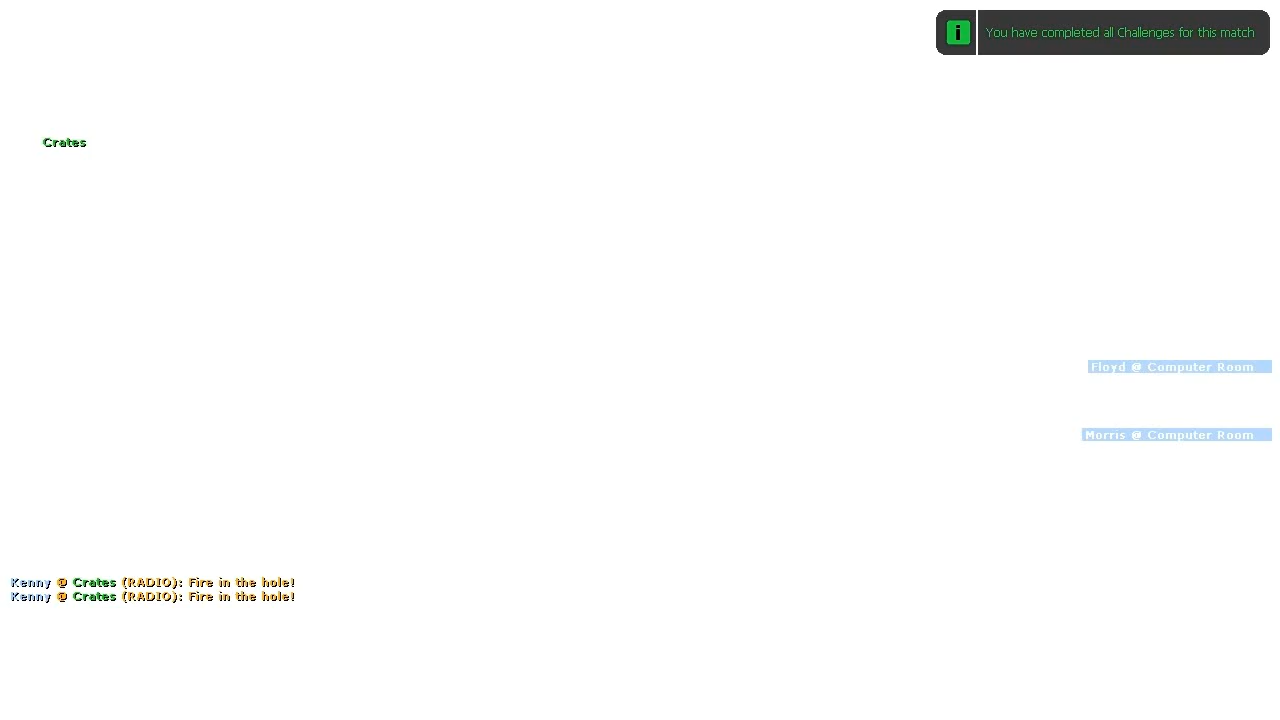 You have completed all Challenges for this match
Crates
Floyd @ Computer Room
Morris @ Computer Room
Kenny @ Crates (RADIO): Fire in the hole!
Kenny @ Crates (RADIO): Fire in the hole!